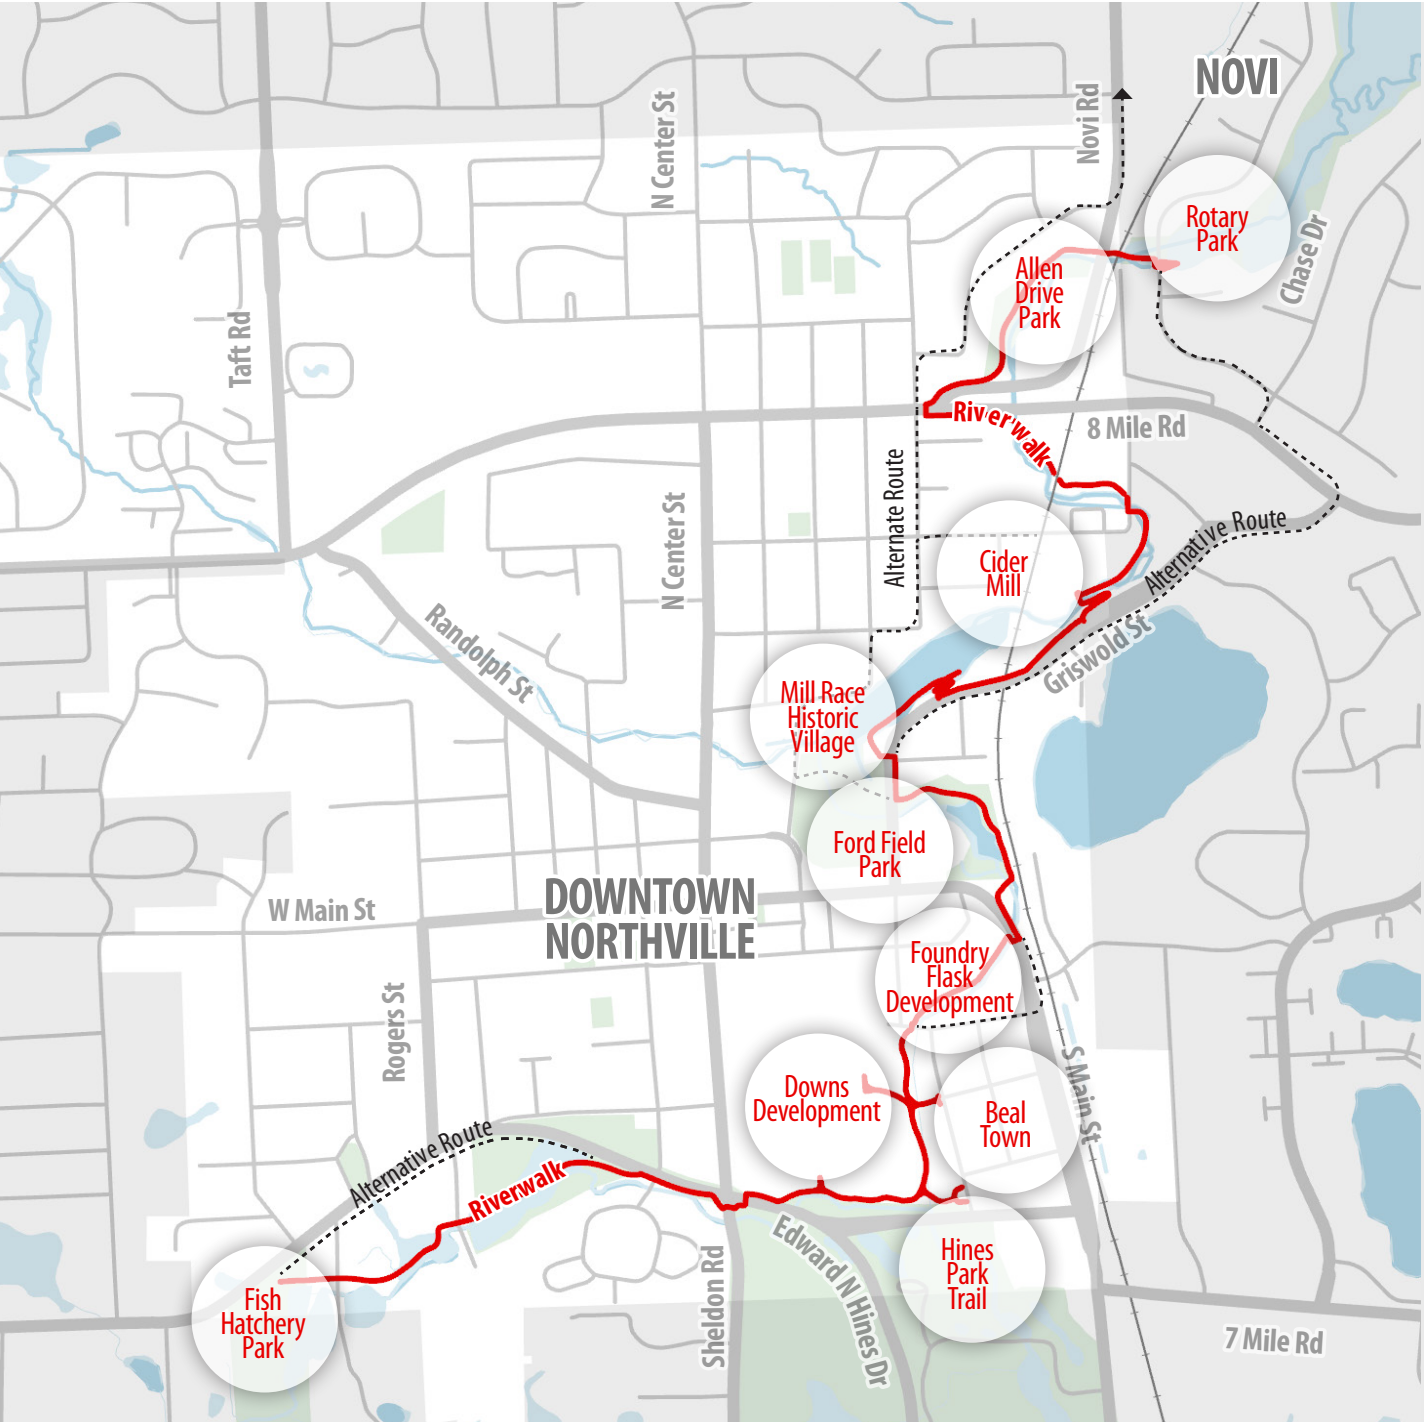 NOVI
N Center St
Novi Rd
Rotary
Park
Chase Dr
Allen
Drive
Park
Taft Rd
Riverwalk
8 Mile Rd
Alternate Route
N Center St
Alternative Route
Cider
Mill
Randolph St
Griswold St
Mill Race
Historic
Village
Ford Field
Park
DOWNTOWN
NORTHVILLE
W Main St
Foundry
Flask
Development
Rogers St
S Main St
Downs
Development
Beal
Town
Alternative Route
Riverwalk
Edward N Hines Dr
Hines
Park
Trail
Sheldon Rd
Fish
Hatchery
Park
7 Mile Rd